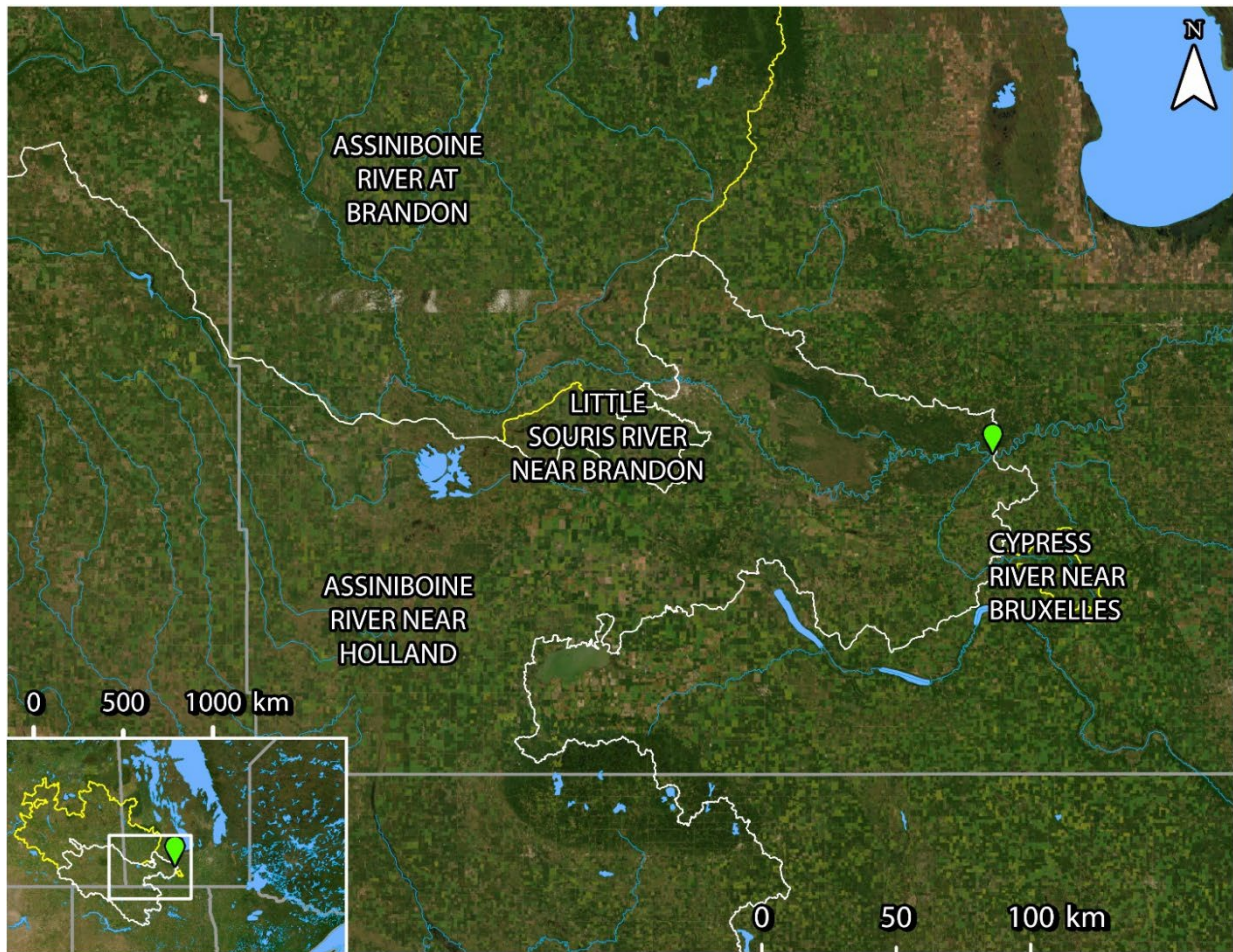 N
ASSINIBOINE
RIVER AT
BRANDON
LITTLE
SOURIS RIVER
NEAR BRANDON
CYPRESS
RIVER NEAR
BRUXELLES
ASSINIBOINE
RIVER NEAR
HOLLAND
0 500 1000 km
0 50 100 km